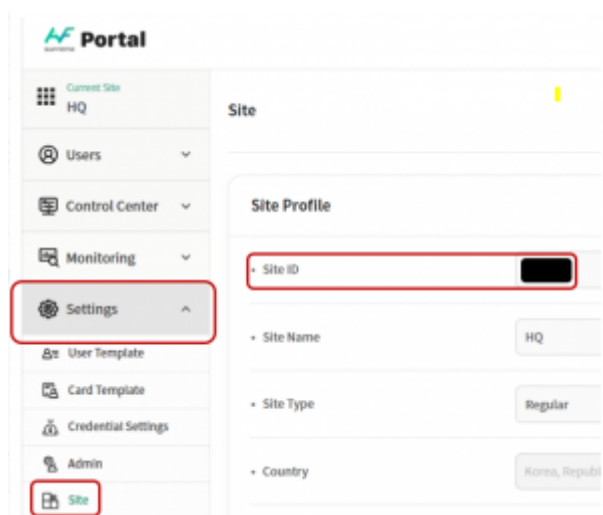 Portal
Current Site
HQ
Site
Users
Control Center
Site Profile
Monitoring
• Site ID
Settings
• Site Name
HQ
User Template
Card Template
• Site Type
Regular
Credential Settings
Admin
• Country
Korea, Republi
Site